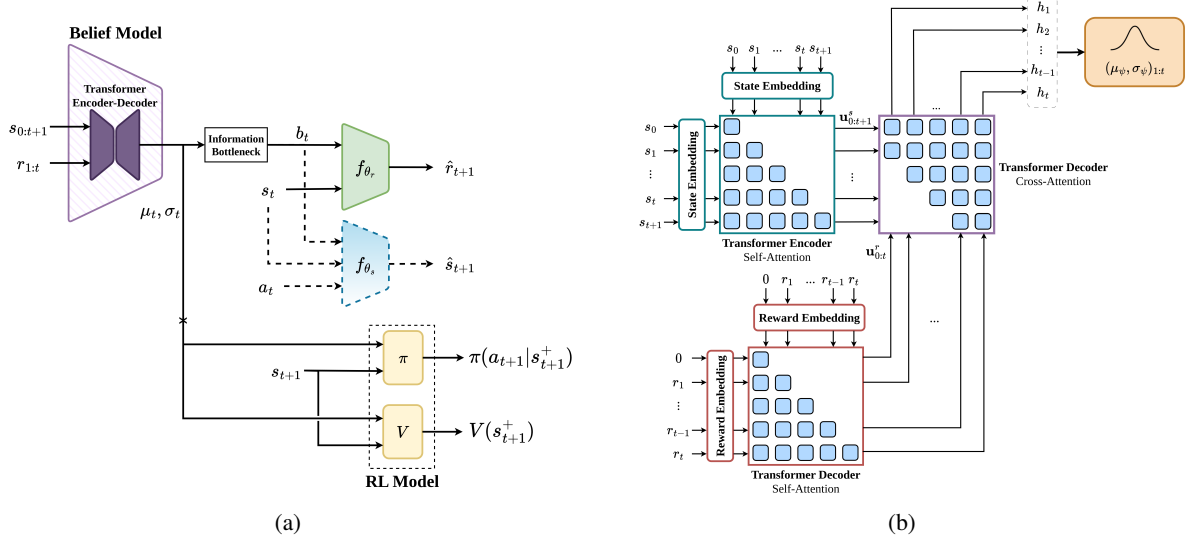 Belief Model
Transformer
Encoder-Decoder
s_{0:t+1}
r_{1:t}
Information
Bottleneck
b_t
f_{θ_r}
r̂_{t+1}
s_t
μ_t, σ_t
f_{θ_s}
ŝ_{t+1}
a_t
π
π(a_{t+1}|s^+_{t+1})
s_{t+1}
V
V(s^+_{t+1})
RL Model
(a)
h_1
h_2
⋮
h_{t-1}
h_t
(μ_ψ, σ_ψ)_{1:t}
s_0 s_1 ... s_t s_{t+1}
State Embedding
State Embedding
s_0
s_1
⋮
s_t
s_{t+1}
u^s_{0:t+1}
⋮
...
Transformer Decoder
Cross-Attention
Transformer Encoder
Self-Attention
u^r_{0:t}
0 r_1 ... r_{t-1} r_t
Reward Embedding
...
Reward Embedding
0
r_1
⋮
r_{t-1}
r_t
Transformer Decoder
Self-Attention
(b)